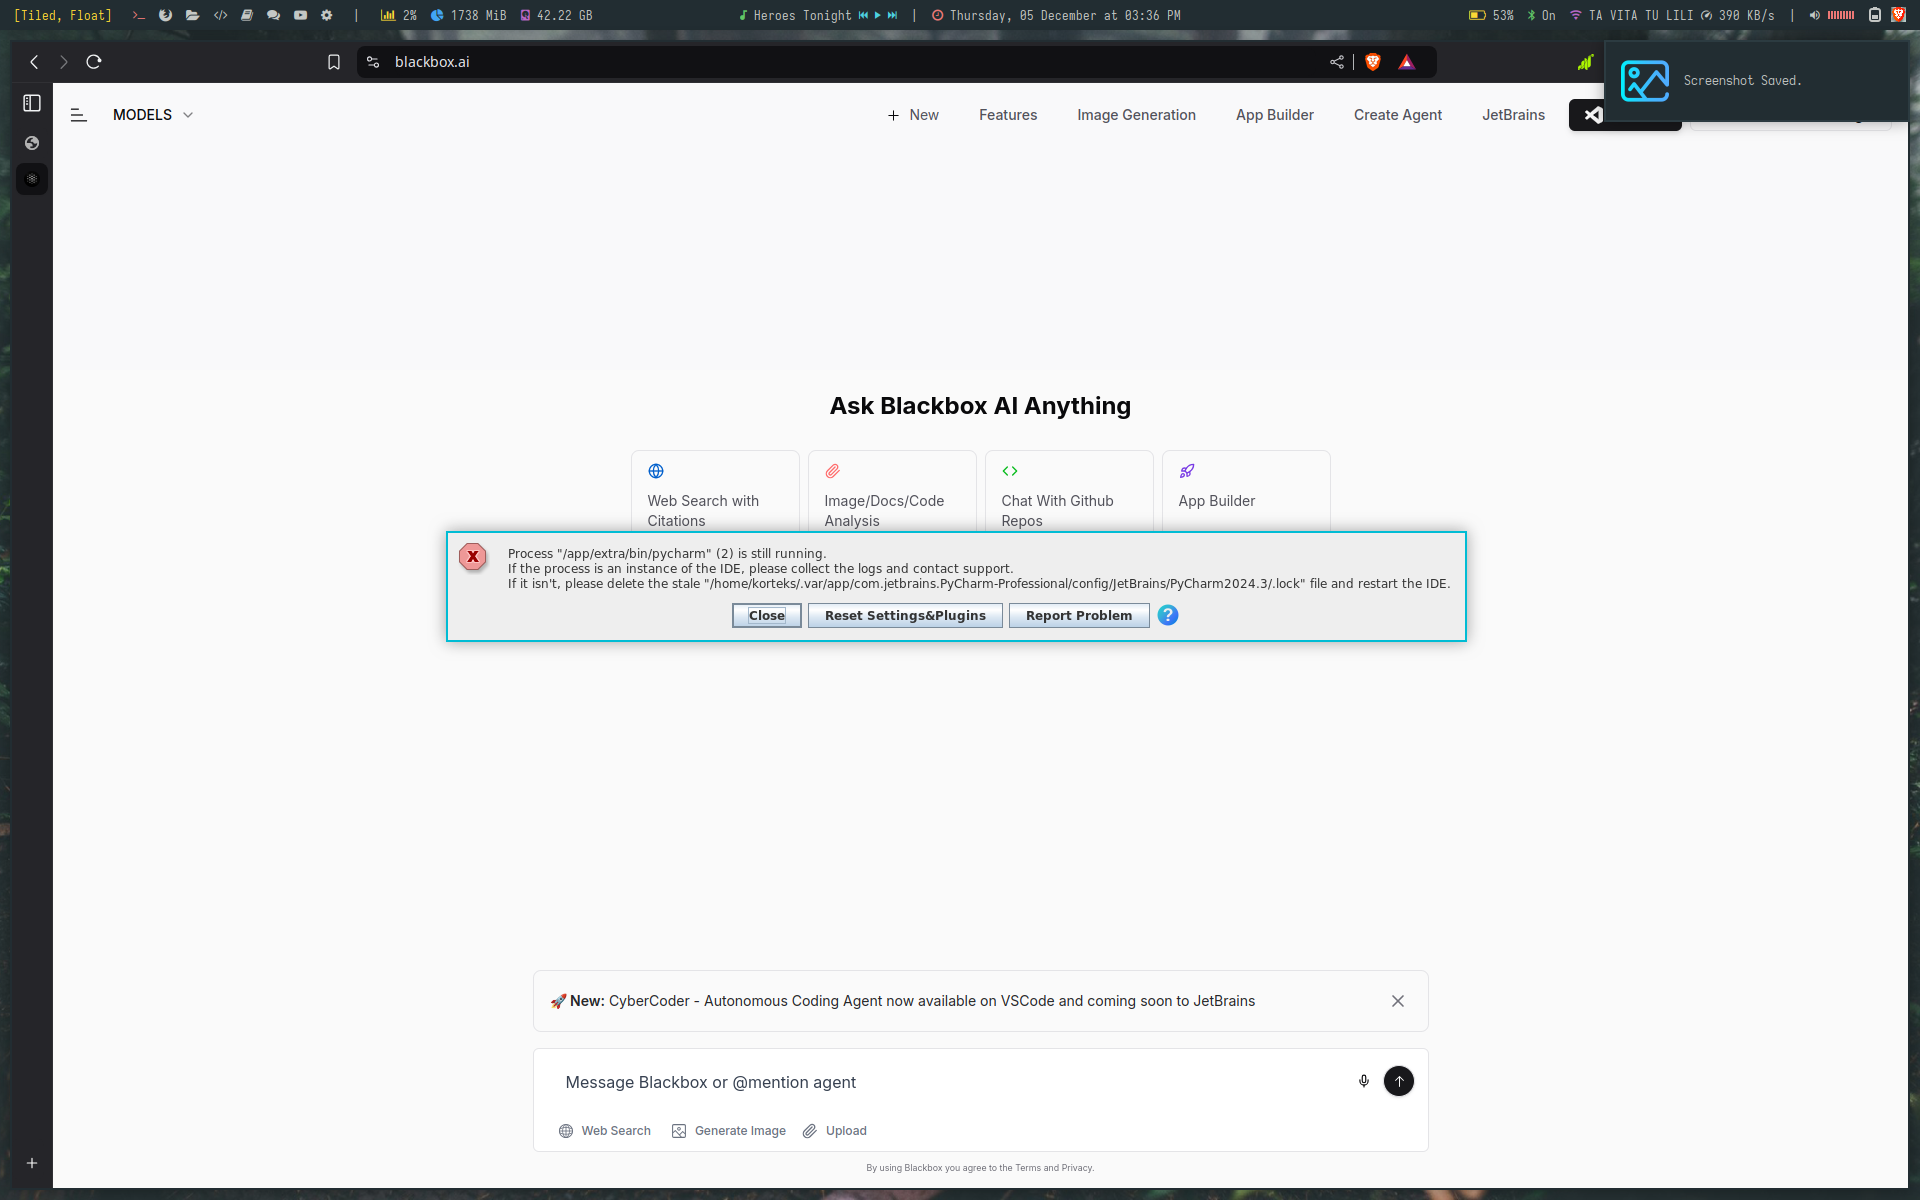 [Tiled, Float] 2% 1738 MiB 42.22 GB Heroes Tonight Thursday, 05 December at 03:36 PM 53% On TA VITA TU LILI 390 KB/s
blackbox.ai
Screenshot Saved.
MODELS New Features Image Generation App Builder Create Agent JetBrains
Ask Blackbox AI Anything
Web Search with Citations
Image/Docs/Code Analysis
Chat With Github Repos
App Builder
Process "/app/extra/bin/pycharm" (2) is still running.
If the process is an instance of the IDE, please collect the logs and contact support.
If it isn't, please delete the stale "/home/korteks/.var/app/com.jetbrains.PyCharm-Professional/config/JetBrains/PyCharm2024.3/.lock" file and restart the IDE.
Close Reset Settings&Plugins Report Problem ?
🚀 New: CyberCoder - Autonomous Coding Agent now available on VSCode and coming soon to JetBrains
Message Blackbox or @mention agent
Web Search Generate Image Upload
By using Blackbox you agree to the Terms and Privacy.